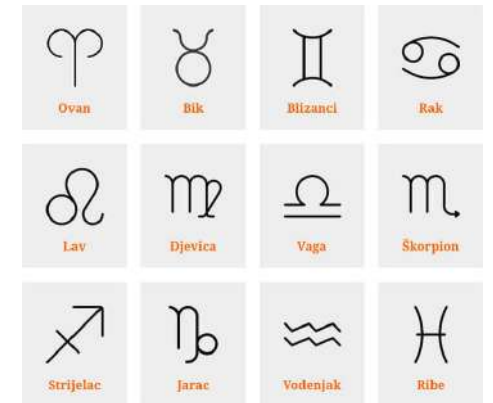 Ovan
Bik
Blizanci
Rak
Lav
Djevica
Vaga
Škorpion
Strijelac
Jarac
Vodenjak
Ribe